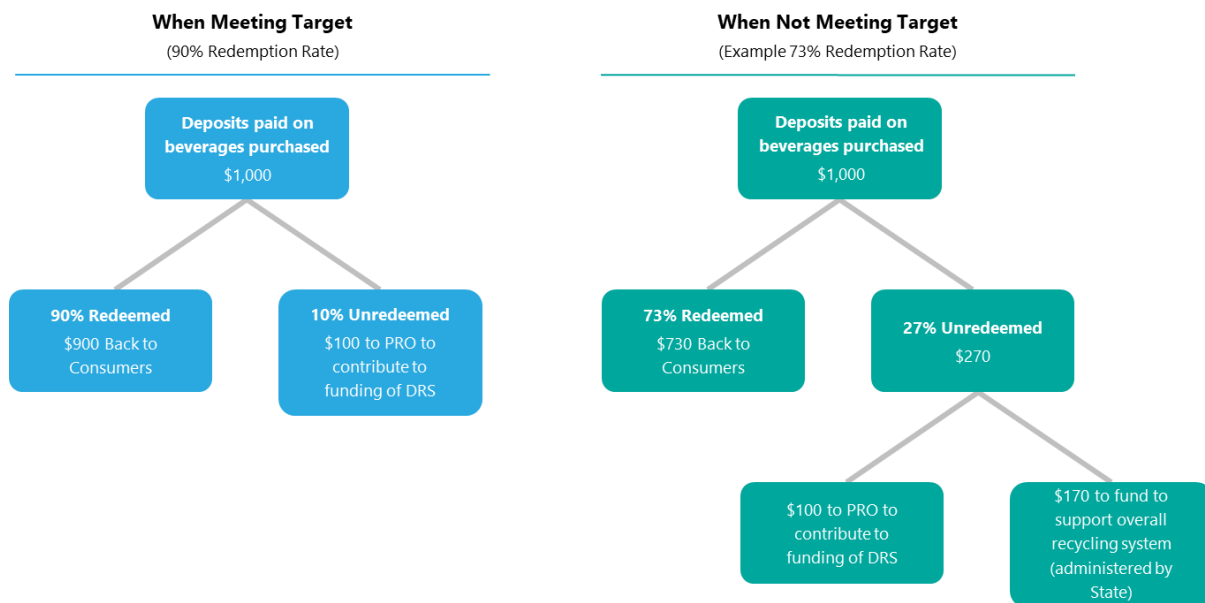 When Meeting Target
(90% Redemption Rate)
Deposits paid on
beverages purchased
$1,000
90% Redeemed
$900 Back to
Consumers
10% Unredeemed
$100 to PRO to
contribute to
funding of DRS
When Not Meeting Target
(Example 73% Redemption Rate)
Deposits paid on
beverages purchased
$1,000
73% Redeemed
$730 Back to
Consumers
27% Unredeemed
$270
$100 to PRO to
contribute to
funding of DRS
$170 to fund to
support overall
recycling system
(administered by
State)